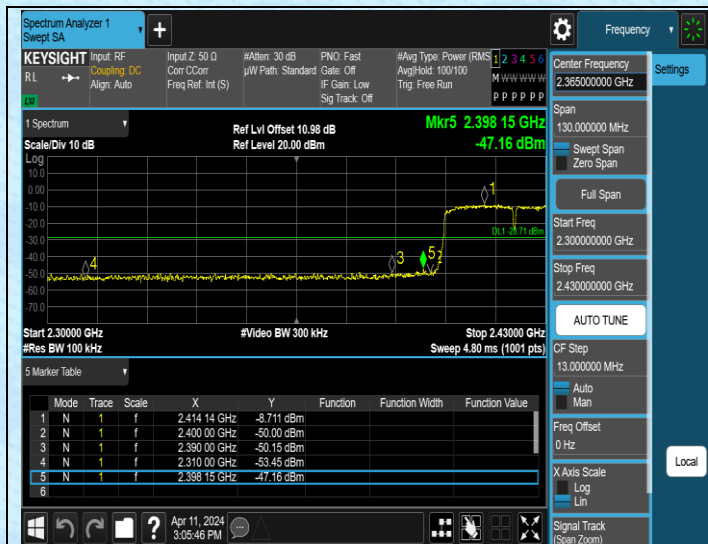 Spectrum Analyzer 1
Swept SA
Frequency
KEYSIGHT
RL
LXI
Input: RF
Coupling: DC
Align: Auto
Input Z: 50 Ω
Corr CCorr
Freq Ref: Int (S)
#Atten: 30 dB
µW Path: Standard
PNO: Fast
Gate: Off
IF Gain: Low
Sig Track: Off
#Avg Type: Power (RMS
Avg|Hold: 100/100
Trig: Free Run
1 2 3 4 5 6
M W W W W W
P P P P P P
1 Spectrum
Scale/Div 10 dB
Ref Lvl Offset 10.98 dB
Ref Level 20.00 dBm
Mkr5 2.398 15 GHz
-47.16 dBm
Log
10.0
0.00
-10.0
-20.0
-30.0
-40.0
-50.0
-60.0
-70.0
1
DL1 -28.71 dBm
4
3
5
2
Start 2.30000 GHz
#Res BW 100 kHz
#Video BW 300 kHz
Stop 2.43000 GHz
Sweep 4.80 ms (1001 pts)
5 Marker Table
Mode Trace Scale X Y Function Function Width Function Value
1 N 1 f 2.414 14 GHz -8.711 dBm
2 N 1 f 2.400 00 GHz -50.00 dBm
3 N 1 f 2.390 00 GHz -50.15 dBm
4 N 1 f 2.310 00 GHz -53.45 dBm
5 N 1 f 2.398 15 GHz -47.16 dBm
6
Apr 11, 2024
3:05:46 PM
?
Center Frequency
2.365000000 GHz
Span
130.000000 MHz
Swept Span
Zero Span
Full Span
Start Freq
2.300000000 GHz
Stop Freq
2.430000000 GHz
AUTO TUNE
CF Step
13.000000 MHz
Auto
Man
Freq Offset
0 Hz
X Axis Scale
Log
Lin
Signal Track
(Span Zoom)
Settings
Local